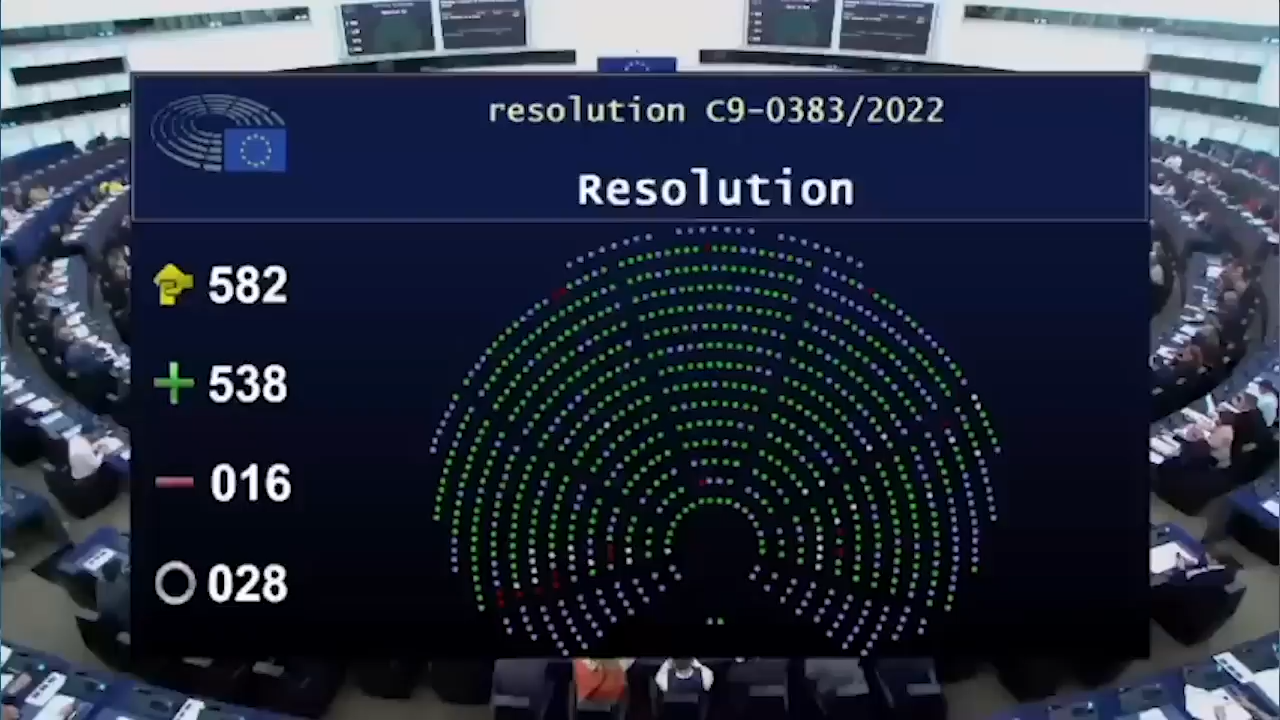 resolution C9-0383/2022
Resolution
582
538
016
028